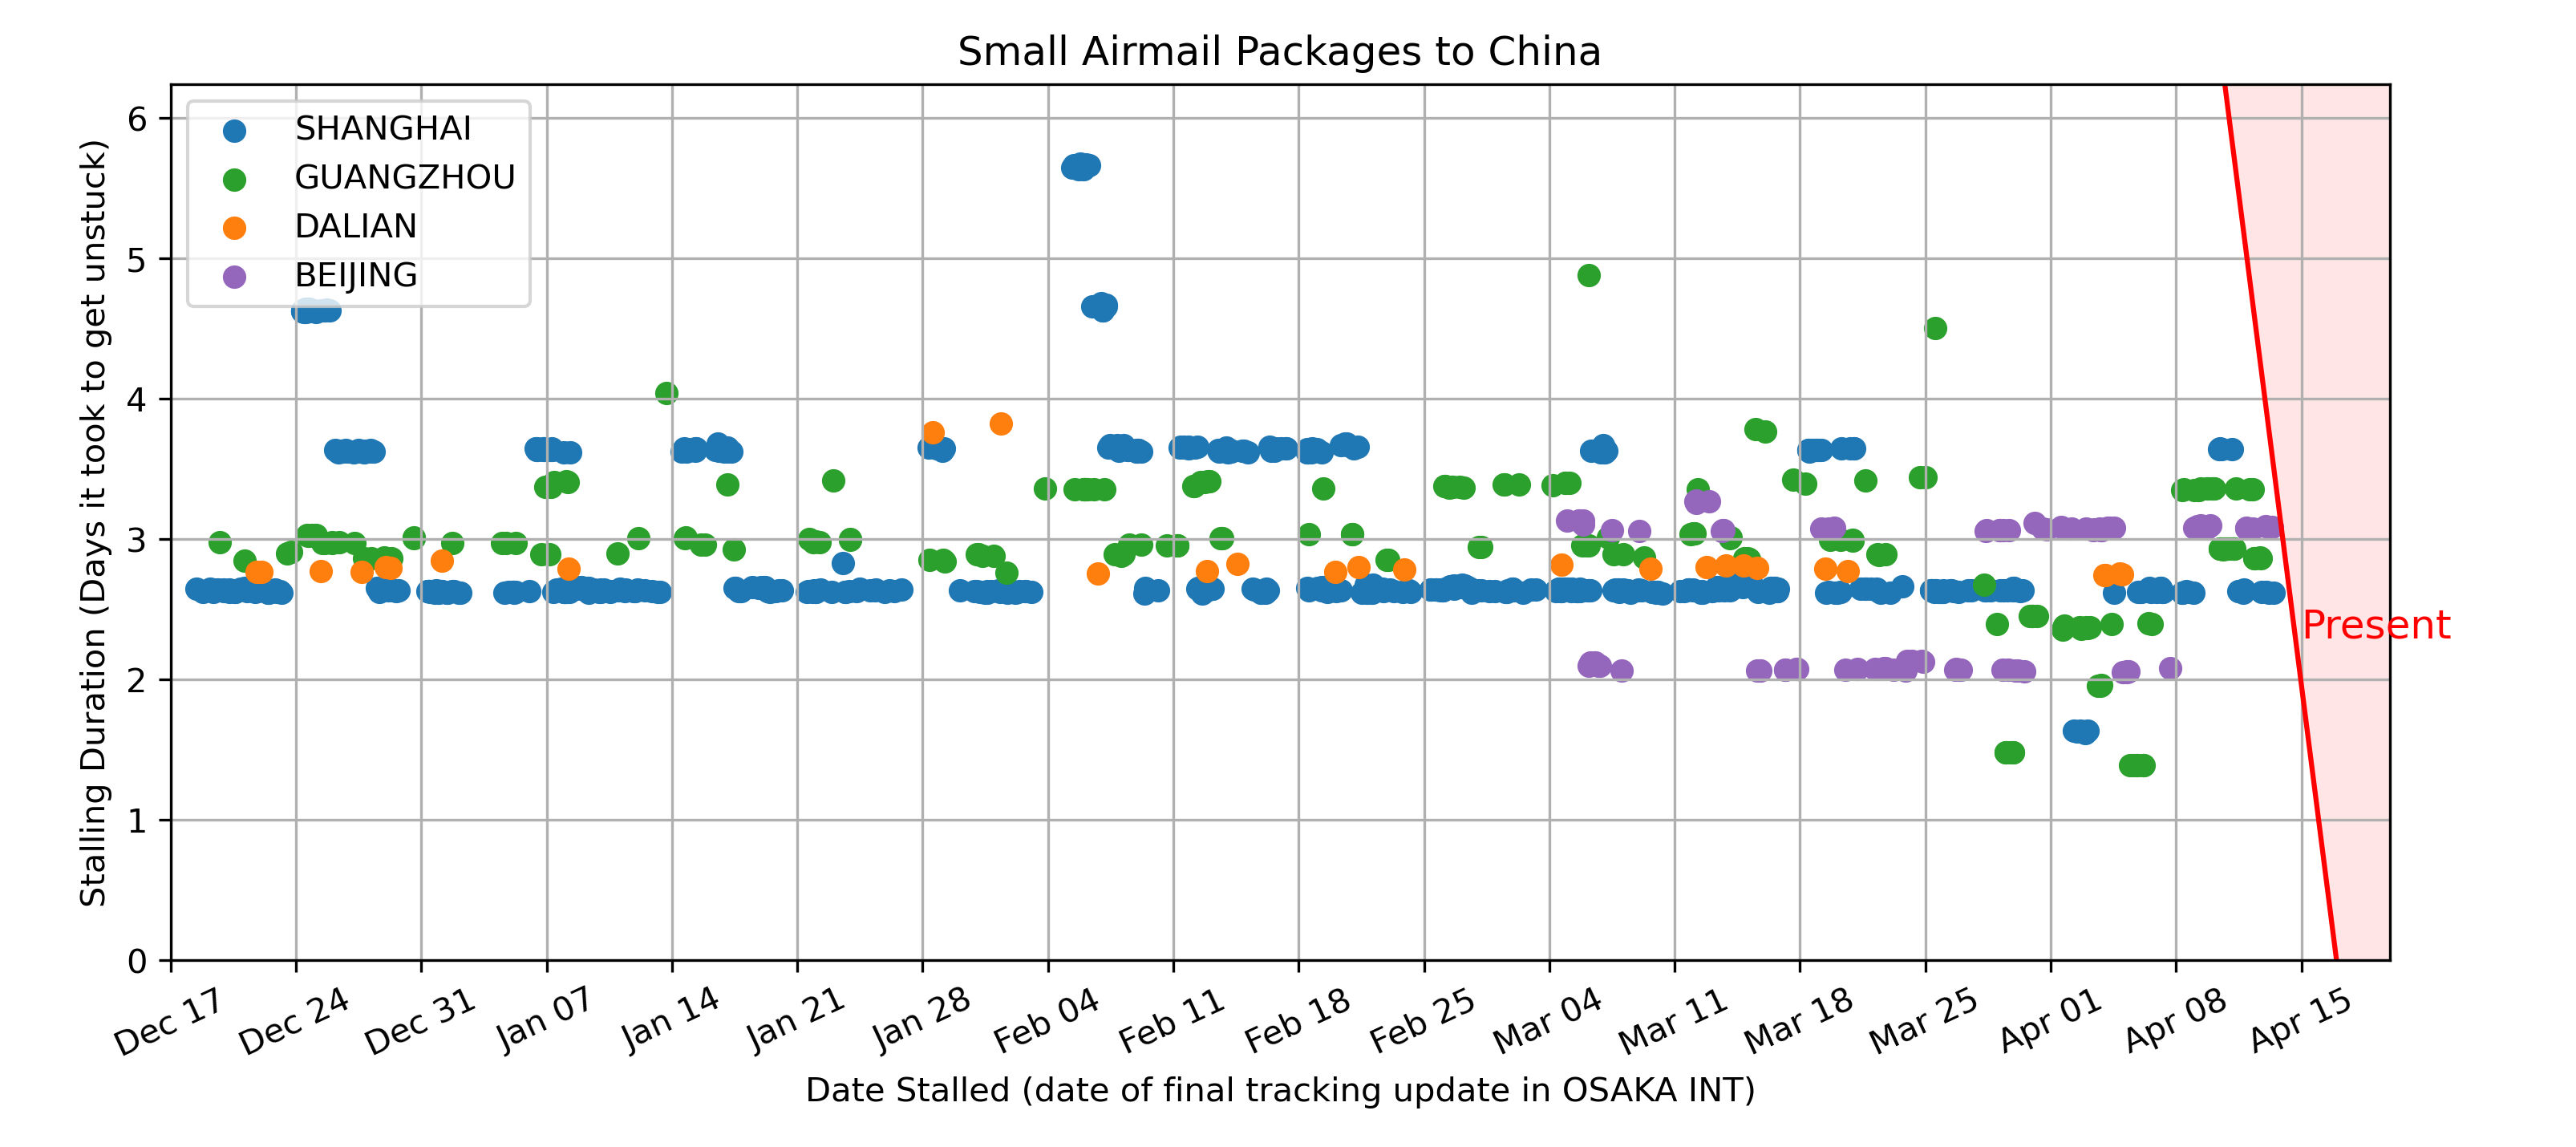 Small Airmail Packages to China
SHANGHAI
GUANGZHOU
DALIAN
BEIJING
Stalling Duration (Days it took to get unstuck)
6
5
4
3
2
1
0
Present
Dec 17
Dec 24
Dec 31
Jan 07
Jan 14
Jan 21
Jan 28
Feb 04
Feb 11
Feb 18
Feb 25
Mar 04
Mar 11
Mar 18
Mar 25
Apr 01
Apr 08
Apr 15
Date Stalled (date of final tracking update in OSAKA INT)